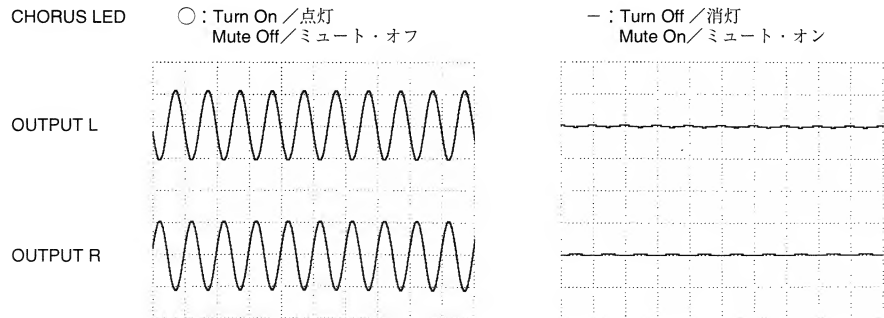 CHORUS LED
○ : Turn On／点灯
Mute Off／ミュート・オフ
− : Turn Off／消灯
Mute On／ミュート・オン
OUTPUT L
OUTPUT R